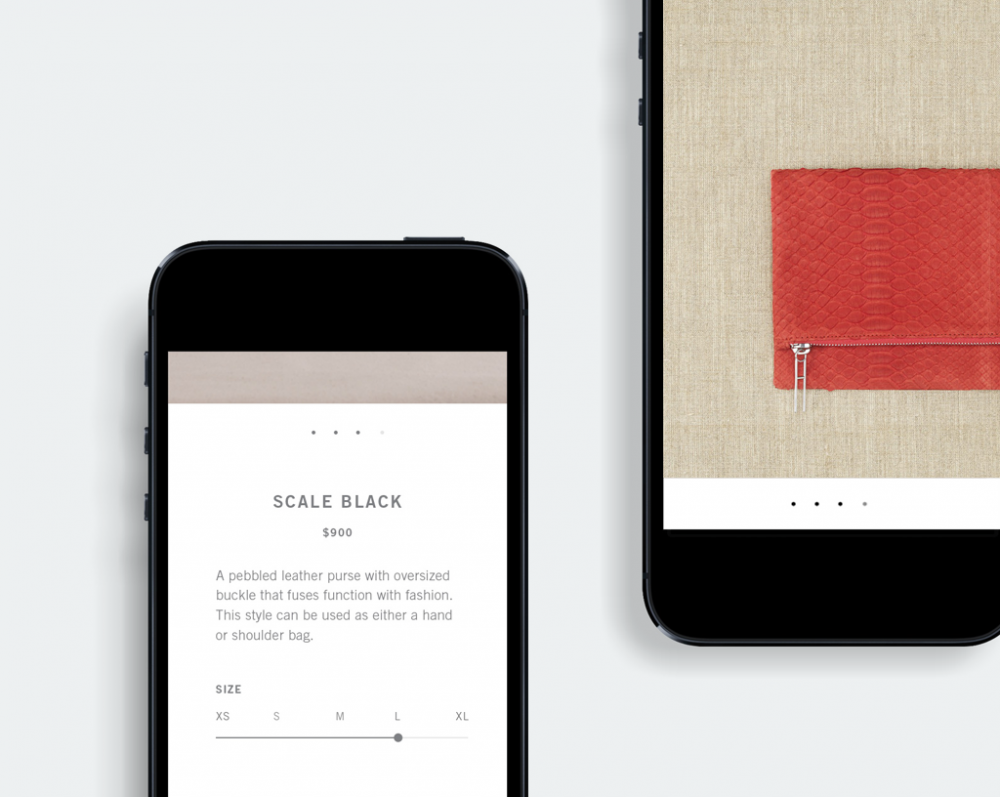 SCALE BLACK
$900
A pebbled leather purse with oversized
buckle that fuses function with fashion.
This style can be used as either a hand
or shoulder bag.
SIZE
XS S M L XL